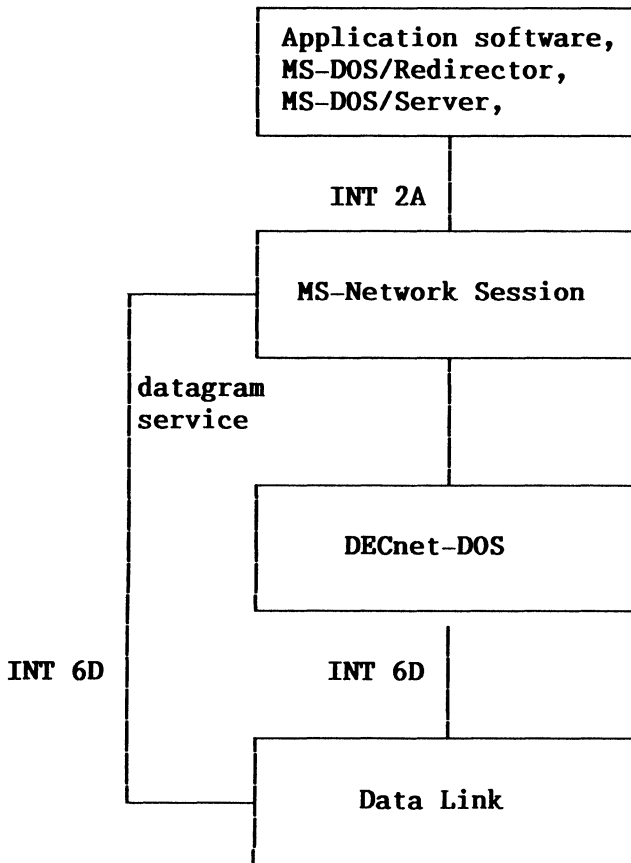 Application software,
MS-DOS/Redirector,
MS-DOS/Server,
INT 2A
MS-Network Session
datagram
service
DECnet-DOS
INT 6D
INT 6D
Data Link